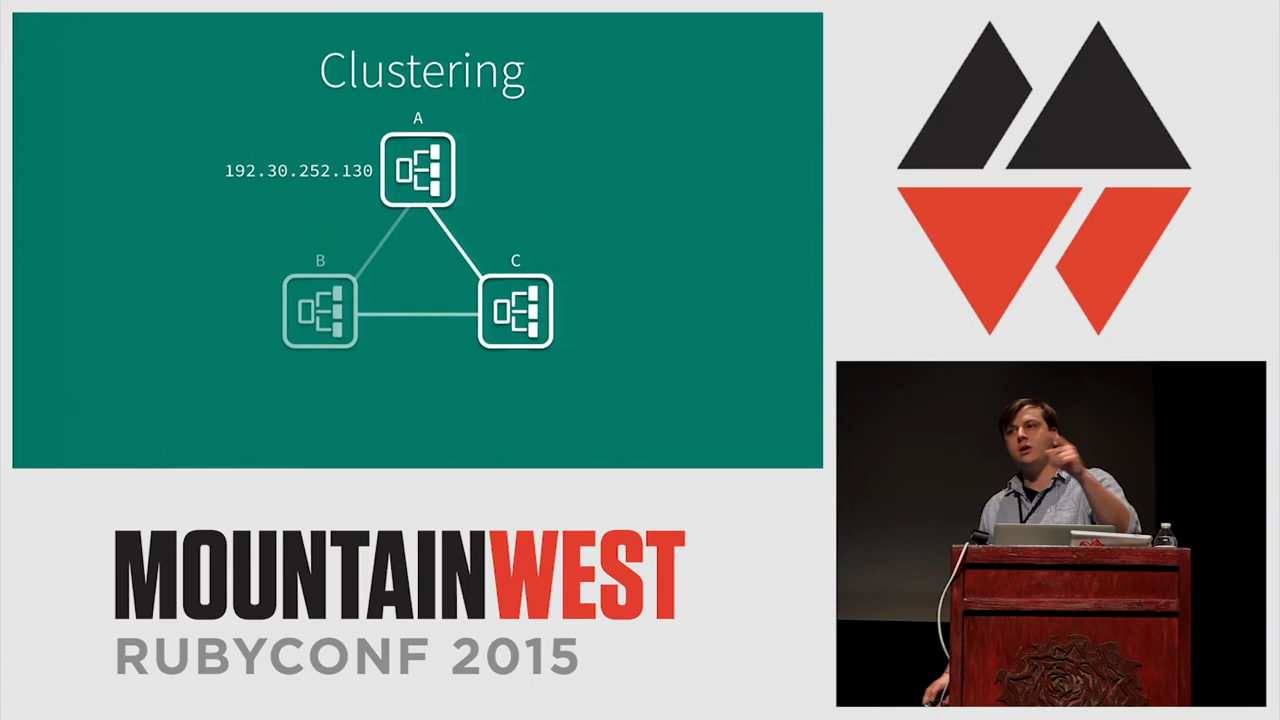 Clustering
A
192.30.252.130
B
C
MOUNTAINWEST
RUBYCONF 2015